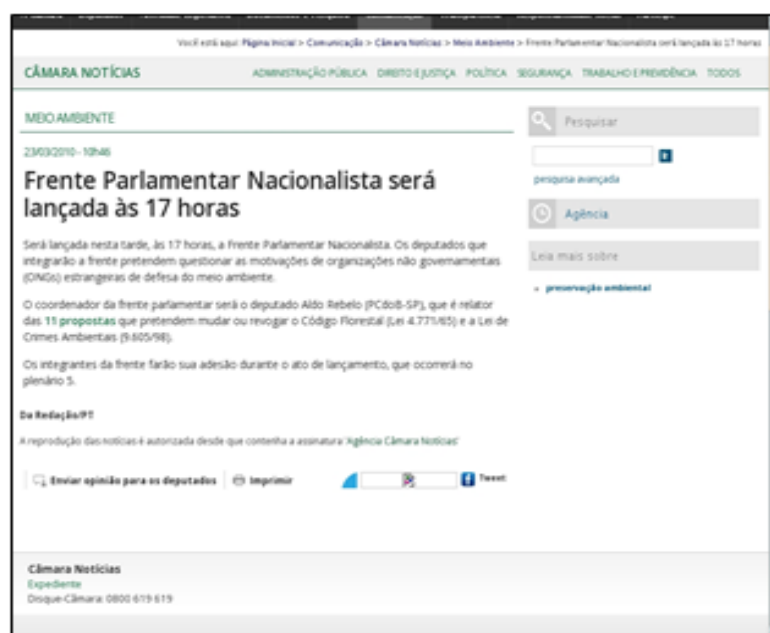 Você está aqui: Página Inicial > Comunicação > Câmara Notícias > Meio Ambiente > Frente Parlamentar Nacionalista será lançada às 17 horas
CÂMARA NOTÍCIAS
ADMINISTRAÇÃO PÚBLICA DIREITO E JUSTIÇA POLÍTICA SEGURANÇA TRABALHO E PREVIDÊNCIA TODOS
MEIO AMBIENTE
23/03/2010 - 10h46
Frente Parlamentar Nacionalista será
lançada às 17 horas
Será lançada nesta tarde, às 17 horas, a Frente Parlamentar Nacionalista. Os deputados que
integrarão a frente pretendem questionar as motivações de organizações não governamentais
(ONGs) estrangeiras de defesa do meio ambiente.
O coordenador da frente parlamentar será o deputado Aldo Rebelo (PCdoB-SP), que é relator
das 11 propostas que pretendem mudar ou revogar o Código Florestal (Lei 4.771/65) e a Lei de
Crimes Ambientais (9.605/98).
Os integrantes da frente farão sua adesão durante o ato de lançamento, que ocorrerá no
plenário 5.
Da Redação/PT
A reprodução das notícias é autorizada desde que contenha a assinatura 'Agência Câmara Notícias'
Enviar opinião para os deputados
Imprimir
Tweet
Pesquisar
pesquisa avançada
Agência
Leia mais sobre
preservação ambiental
Câmara Notícias
Expediente
Disque-Câmara: 0800 619 619